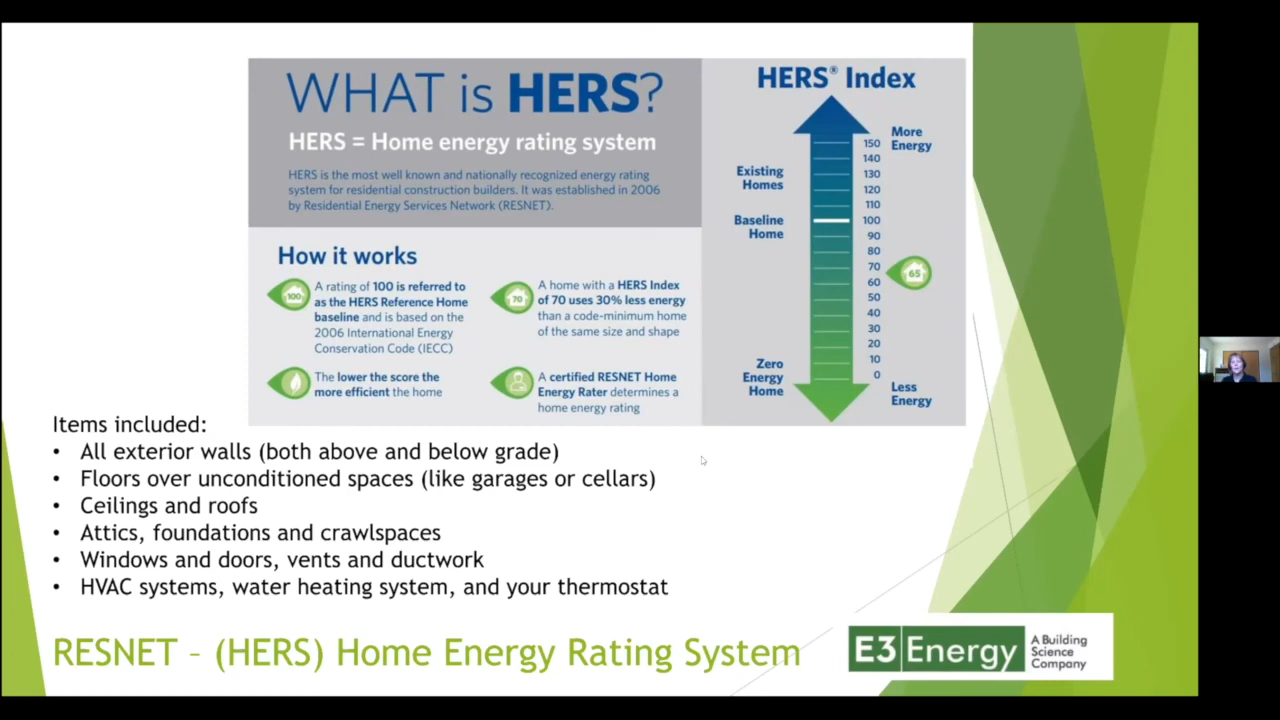 WHAT is HERS?
HERS = Home energy rating system
HERS is the most well known and nationally recognized energy rating
system for residential construction builders. It was established in 2006
by Residential Energy Services Network (RESNET).
How it works
100
A rating of 100 is referred to
as the HERS Reference Home
baseline and is based on the
2006 International Energy
Conservation Code (IECC)
70
A home with a HERS Index
of 70 uses 30% less energy
than a code-minimum home
of the same size and shape
The lower the score the
more efficient the home
A certified RESNET Home
Energy Rater determines a
home energy rating
HERS® Index
More
Energy
150
140
Existing
Homes
130
120
110
Baseline
Home
100
90
80
70
65
60
50
40
30
20
10
0
Zero
Energy
Home
Less
Energy
Items included:
• All exterior walls (both above and below grade)
• Floors over unconditioned spaces (like garages or cellars)
• Ceilings and roofs
• Attics, foundations and crawlspaces
• Windows and doors, vents and ductwork
• HVAC systems, water heating system, and your thermostat
RESNET – (HERS) Home Energy Rating System
E3 Energy
A Building
Science
Company